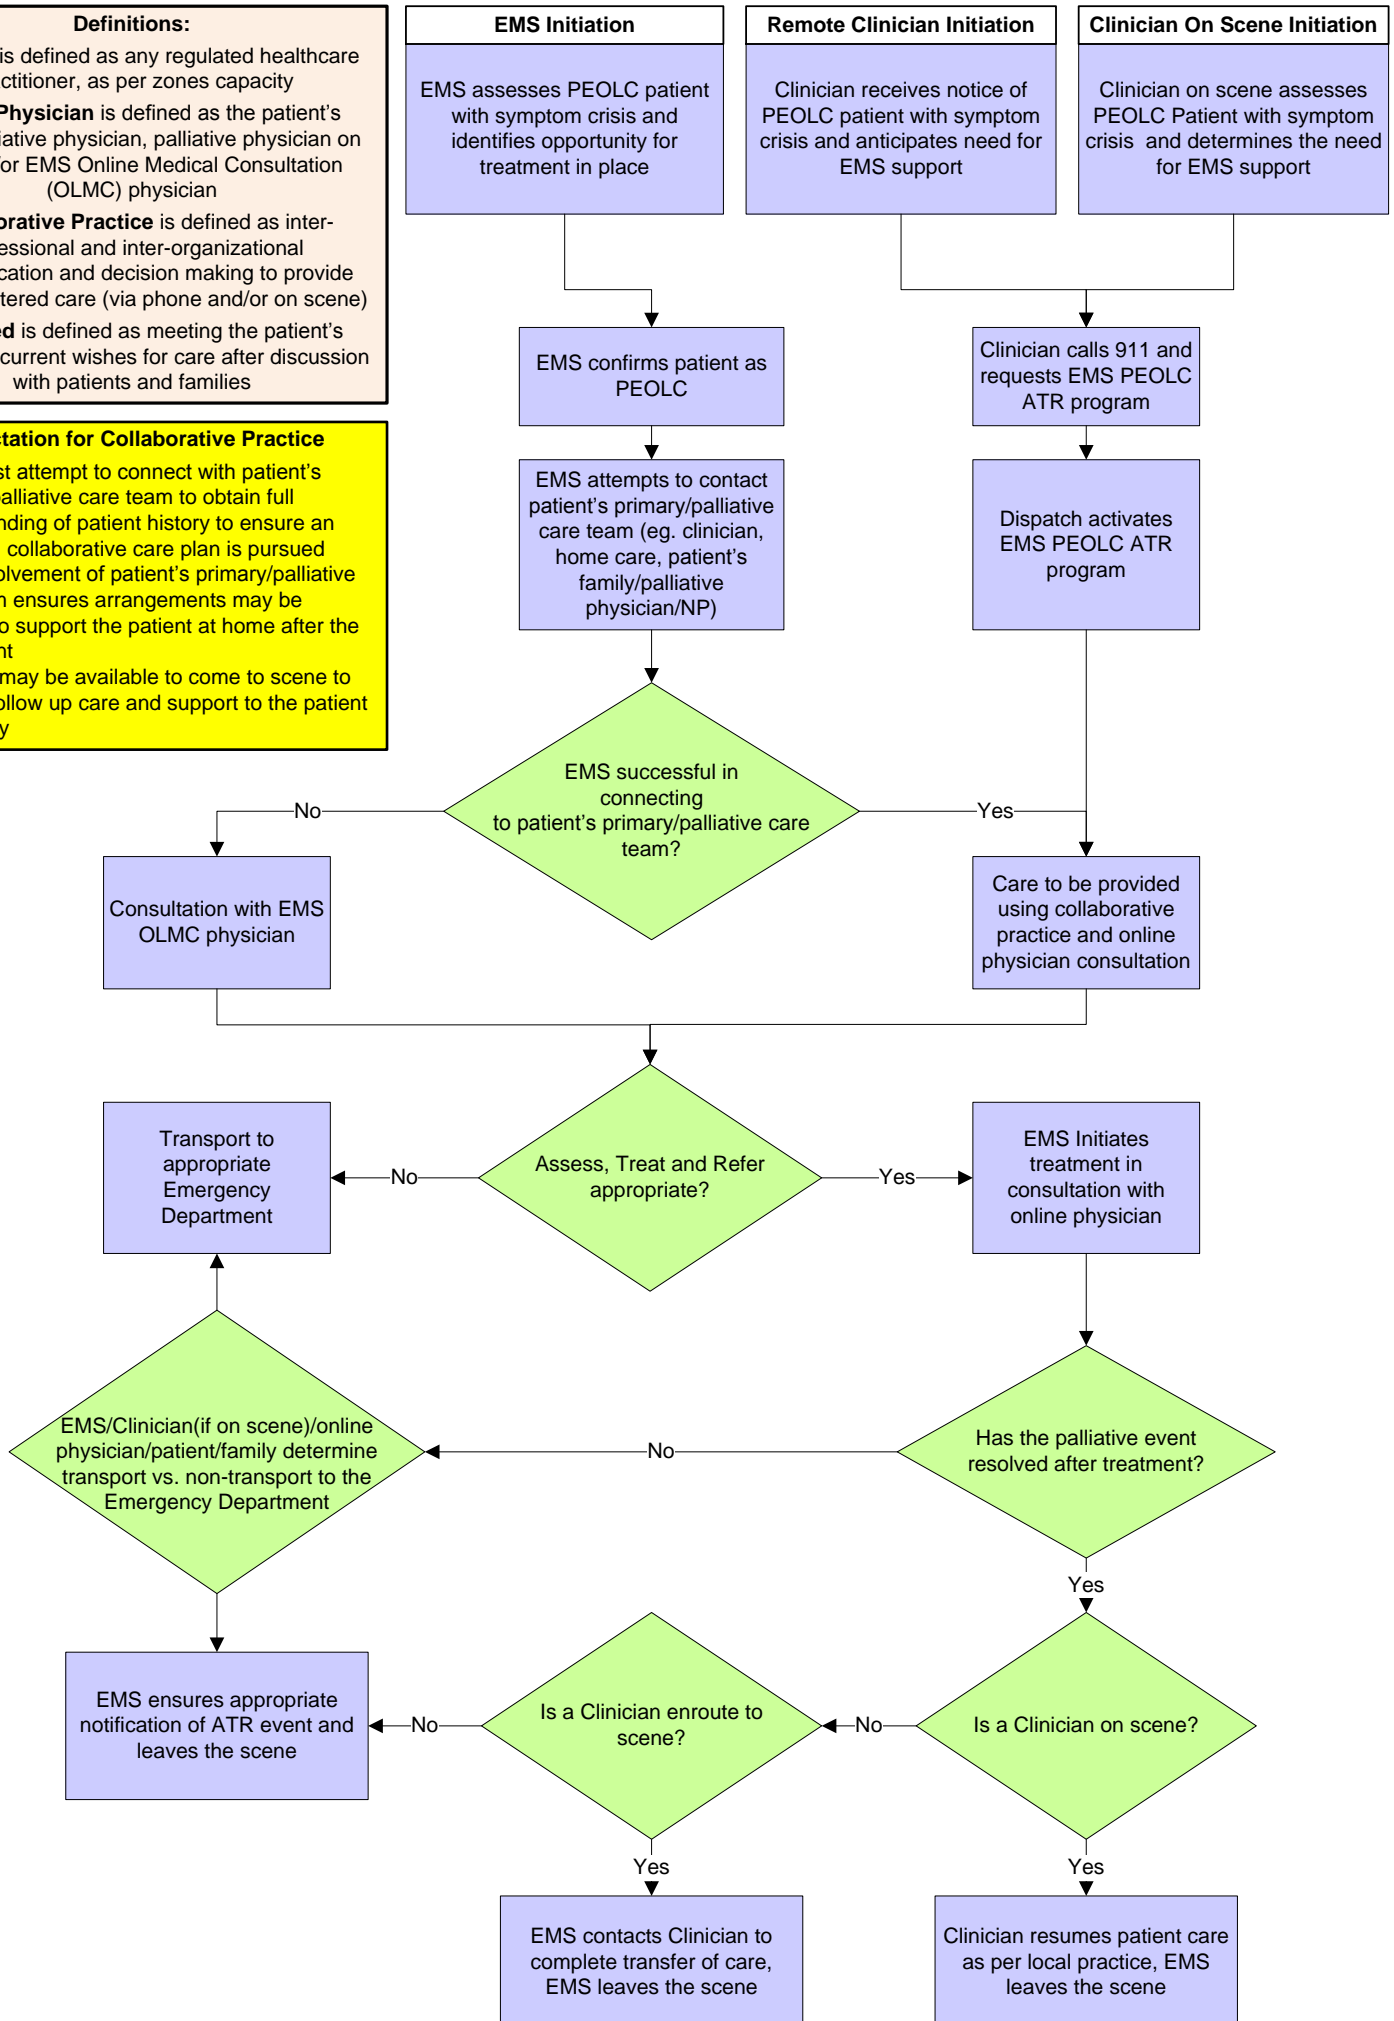 Definitions:
is defined as any regulated healthcare
ctitioner, as per zones capacity
Physician is defined as the patient's
iative physician, palliative physician on
or EMS Online Medical Consultation
(OLMC) physician
orative Practice is defined as inter-
essional and inter-organizational
cation and decision making to provide
tered care (via phone and/or on scene)
ed is defined as meeting the patient's
current wishes for care after discussion
with patients and families
tation for Collaborative Practice
st attempt to connect with patient's
palliative care team to obtain full
nding of patient history to ensure an
collaborative care plan is pursued
olvement of patient's primary/palliative
m ensures arrangements may be
o support the patient at home after the
nt
may be available to come to scene to
ollow up care and support to the patient
y
EMS Initiation
EMS assesses PEOLC patient
with symptom crisis and
identifies opportunity for
treatment in place
Remote Clinician Initiation
Clinician receives notice of
PEOLC patient with symptom
crisis and anticipates need for
EMS support
Clinician On Scene Initiation
Clinician on scene assesses
PEOLC Patient with symptom
crisis and determines the need
for EMS support
EMS confirms patient as
PEOLC
Clinician calls 911 and
requests EMS PEOLC
ATR program
EMS attempts to contact
patient's primary/palliative
care team (eg. clinician,
home care, patient's
family/palliative
physician/NP)
Dispatch activates
EMS PEOLC ATR
program
EMS successful in
connecting
to patient's primary/palliative care
team?
No
Yes
Consultation with EMS
OLMC physician
Care to be provided
using collaborative
practice and online
physician consultation
Transport to
appropriate
Emergency
Department
No
Assess, Treat and Refer
appropriate?
Yes
EMS Initiates
treatment in
consultation with
online physician
EMS/Clinician(if on scene)/online
physician/patient/family determine
transport vs. non-transport to the
Emergency Department
No
Has the palliative event
resolved after treatment?
Yes
EMS ensures appropriate
notification of ATR event and
leaves the scene
No
Is a Clinician enroute to
scene?
No
Is a Clinician on scene?
Yes
Yes
EMS contacts Clinician to
complete transfer of care,
EMS leaves the scene
Clinician resumes patient care
as per local practice, EMS
leaves the scene